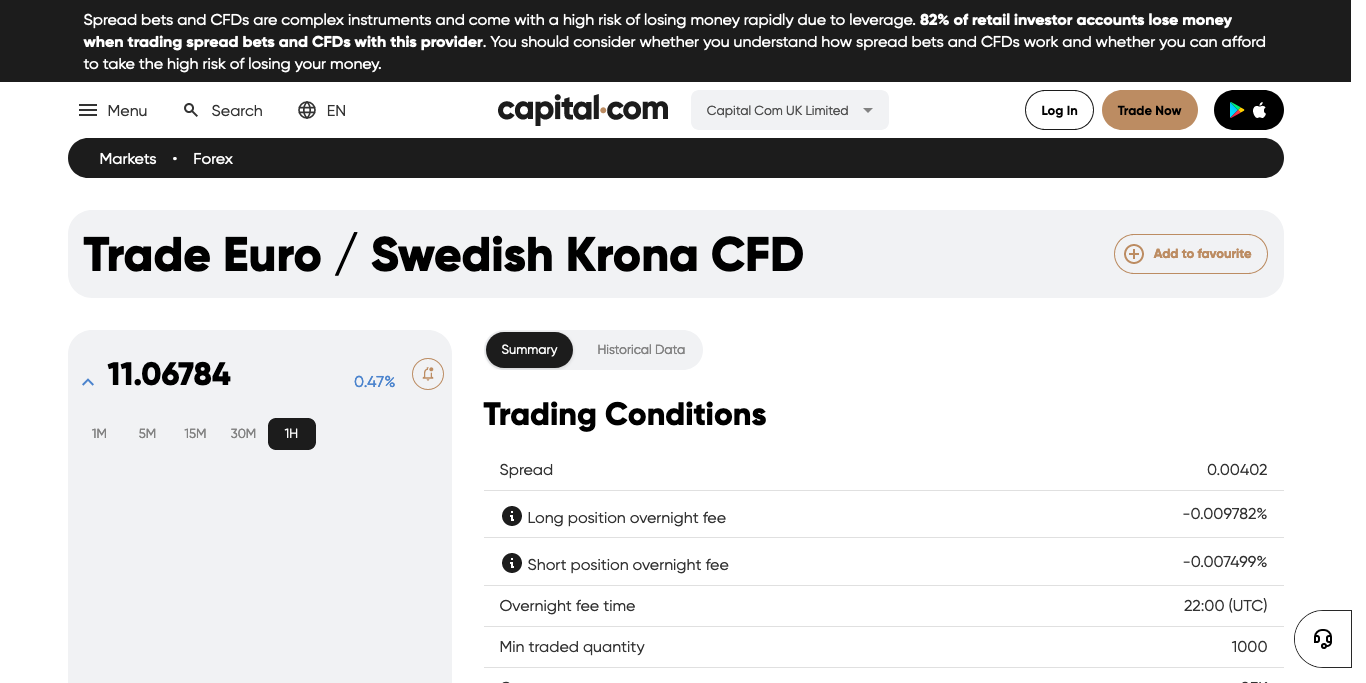 Spread bets and CFDs are complex instruments and come with a high risk of losing money rapidly due to leverage. 82% of retail investor accounts lose money
when trading spread bets and CFDs with this provider. You should consider whether you understand how spread bets and CFDs work and whether you can afford
to take the high risk of losing your money.
Menu Search EN capital.com Capital Com UK Limited Log In Trade Now
Markets • Forex
Trade Euro / Swedish Krona CFD Add to favourite
11.06784 0.47%
1M 5M 15M 30M 1H
Summary Historical Data
Trading Conditions
Spread 0.00402
Long position overnight fee -0.009782%
Short position overnight fee -0.007499%
Overnight fee time 22:00 (UTC)
Min traded quantity 1000